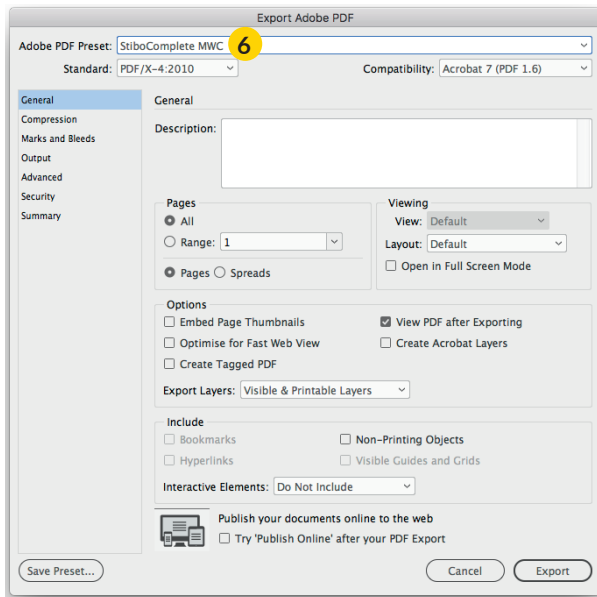 Export Adobe PDF
Adobe PDF Preset: StiboComplete MWC 6
Standard: PDF/X-4:2010 Compatibility: Acrobat 7 (PDF 1.6)
General
Compression
Marks and Bleeds
Output
Advanced
Security
Summary
General
Description:
Pages
All
Range: 1
Pages Spreads
Viewing
View: Default
Layout: Default
Open in Full Screen Mode
Options
Embed Page Thumbnails
Optimise for Fast Web View
Create Tagged PDF
View PDF after Exporting
Create Acrobat Layers
Export Layers: Visible & Printable Layers
Include
Bookmarks
Hyperlinks
Non-Printing Objects
Visible Guides and Grids
Interactive Elements: Do Not Include
Publish your documents online to the web
Try 'Publish Online' after your PDF Export
Save Preset... Cancel Export